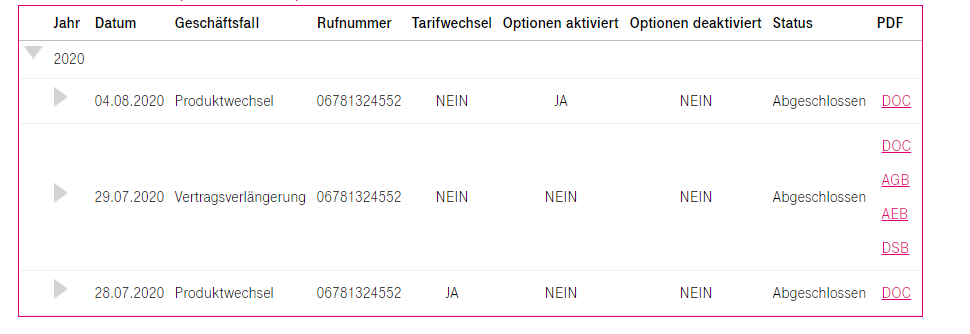 Jahr Datum Geschäftsfall Rufnummer Tarifwechsel Optionen aktiviert Optionen deaktiviert Status PDF
2020
04.08.2020 Produktwechsel 06781324552 NEIN JA NEIN Abgeschlossen DOC
DOC
AGB
29.07.2020 Vertragsverlängerung 06781324552 NEIN NEIN NEIN Abgeschlossen
AEB
DSB
28.07.2020 Produktwechsel 06781324552 JA NEIN NEIN Abgeschlossen DOC